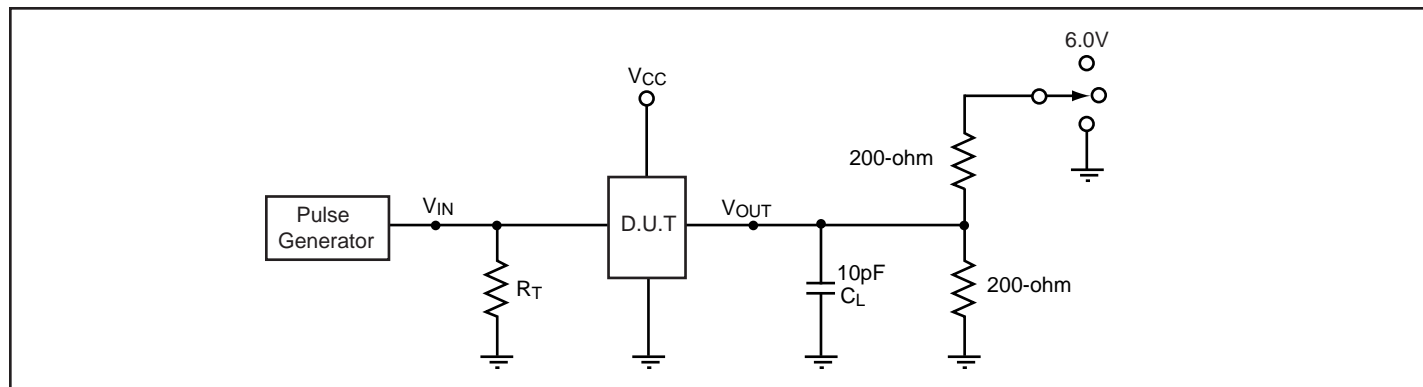 6.0V
VCC
200-ohm
Pulse
Generator
VIN
D.U.T
VOUT
RT
10pF
CL
200-ohm